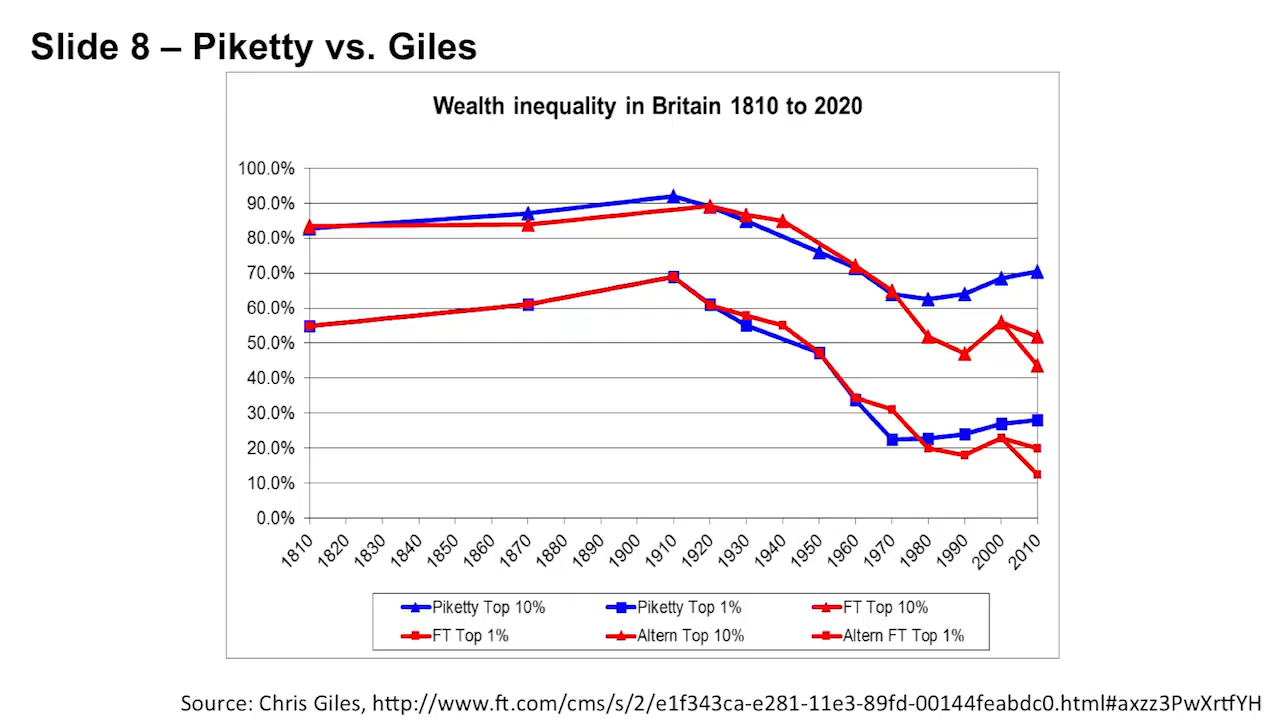 Slide 8 – Piketty vs. Giles
Wealth inequality in Britain 1810 to 2020
100.0%
90.0%
80.0%
70.0%
60.0%
50.0%
40.0%
30.0%
20.0%
10.0%
0.0%
1810 1820 1830 1840 1850 1860 1870 1880 1890 1900 1910 1920 1930 1940 1950 1960 1970 1980 1990 2000 2010
Piketty Top 10% Piketty Top 1% FT Top 10%
FT Top 1% Altern Top 10% Altern FT Top 1%
Source: Chris Giles, http://www.ft.com/cms/s/2/e1f343ca-e281-11e3-89fd-00144feabdc0.html#axzz3PwXrtfYH